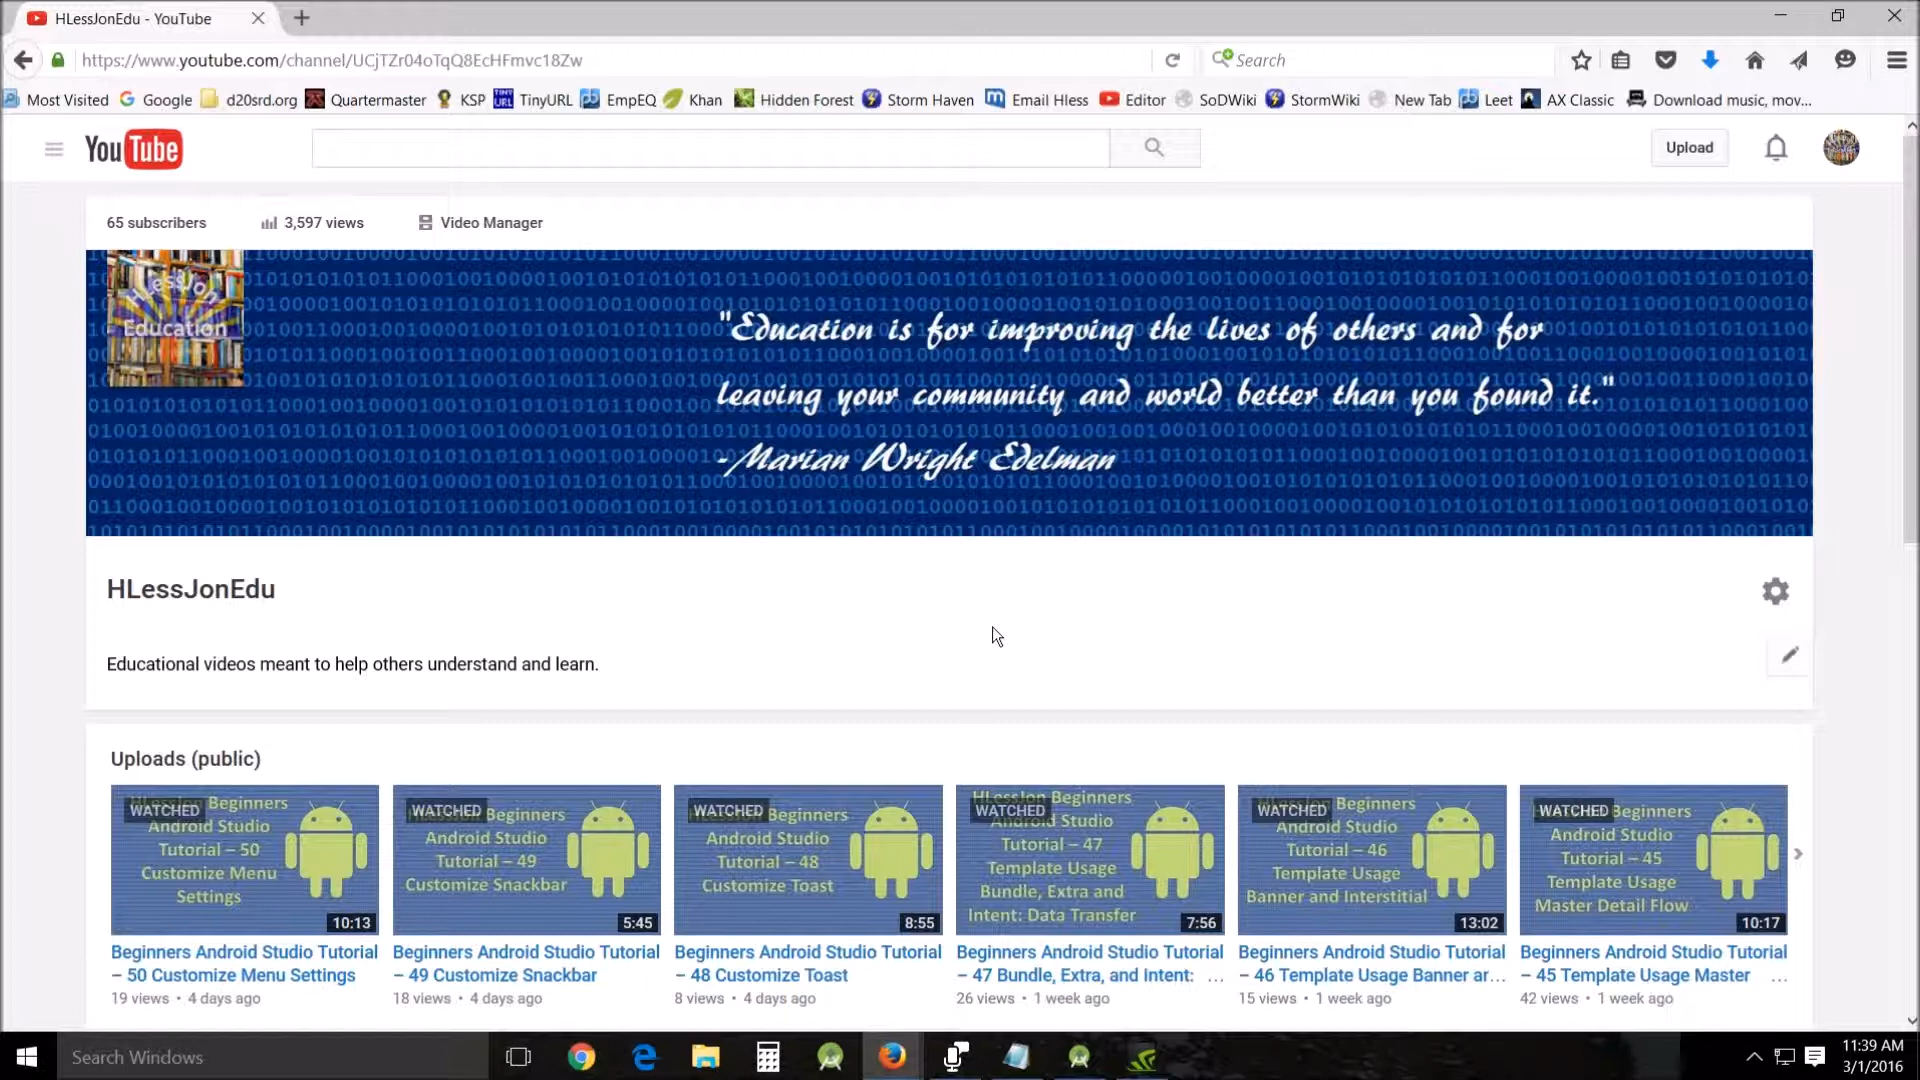 HLessJonEdu - YouTube
https://www.youtube.com/channel/UCjTZr04oTqQ8EcHFmvc18Zw
Search
Most Visited Google d20srd.org Quartermaster KSP TinyURL EmpEQ Khan Hidden Forest Storm Haven Email Hless Editor SoDWiki StormWiki New Tab Leet AX Classic Download music, mov...
YouTube
Upload
65 subscribers 3,597 views Video Manager
HLessJon
Education
"Education is for improving the lives of others and for
leaving your community and world better than you found it."
-Marian Wright Edelman
HLessJonEdu
Educational videos meant to help others understand and learn.
Uploads (public)
WATCHED
HLessJon Beginners
Android Studio
Tutorial – 50
Customize Menu
Settings
10:13
WATCHED
HLessJon Beginners
Android Studio
Tutorial – 49
Customize Snackbar
5:45
WATCHED
HLessJon Beginners
Android Studio
Tutorial – 48
Customize Toast
8:55
WATCHED
HLessJon Beginners
Android Studio
Tutorial – 47
Template Usage
Bundle, Extra and
Intent: Data Transfer
7:56
WATCHED
HLessJon Beginners
Android Studio
Tutorial – 46
Template Usage
Banner and Interstitial
13:02
WATCHED
HLessJon Beginners
Android Studio
Tutorial – 45
Template Usage
Master Detail Flow
10:17
Beginners Android Studio Tutorial
– 50 Customize Menu Settings
19 views • 4 days ago
Beginners Android Studio Tutorial
– 49 Customize Snackbar
18 views • 4 days ago
Beginners Android Studio Tutorial
– 48 Customize Toast
8 views • 4 days ago
Beginners Android Studio Tutorial
– 47 Bundle, Extra, and Intent: ...
26 views • 1 week ago
Beginners Android Studio Tutorial
– 46 Template Usage Banner ar...
15 views • 1 week ago
Beginners Android Studio Tutorial
– 45 Template Usage Master ...
42 views • 1 week ago
Search Windows
11:39 AM
3/1/2016